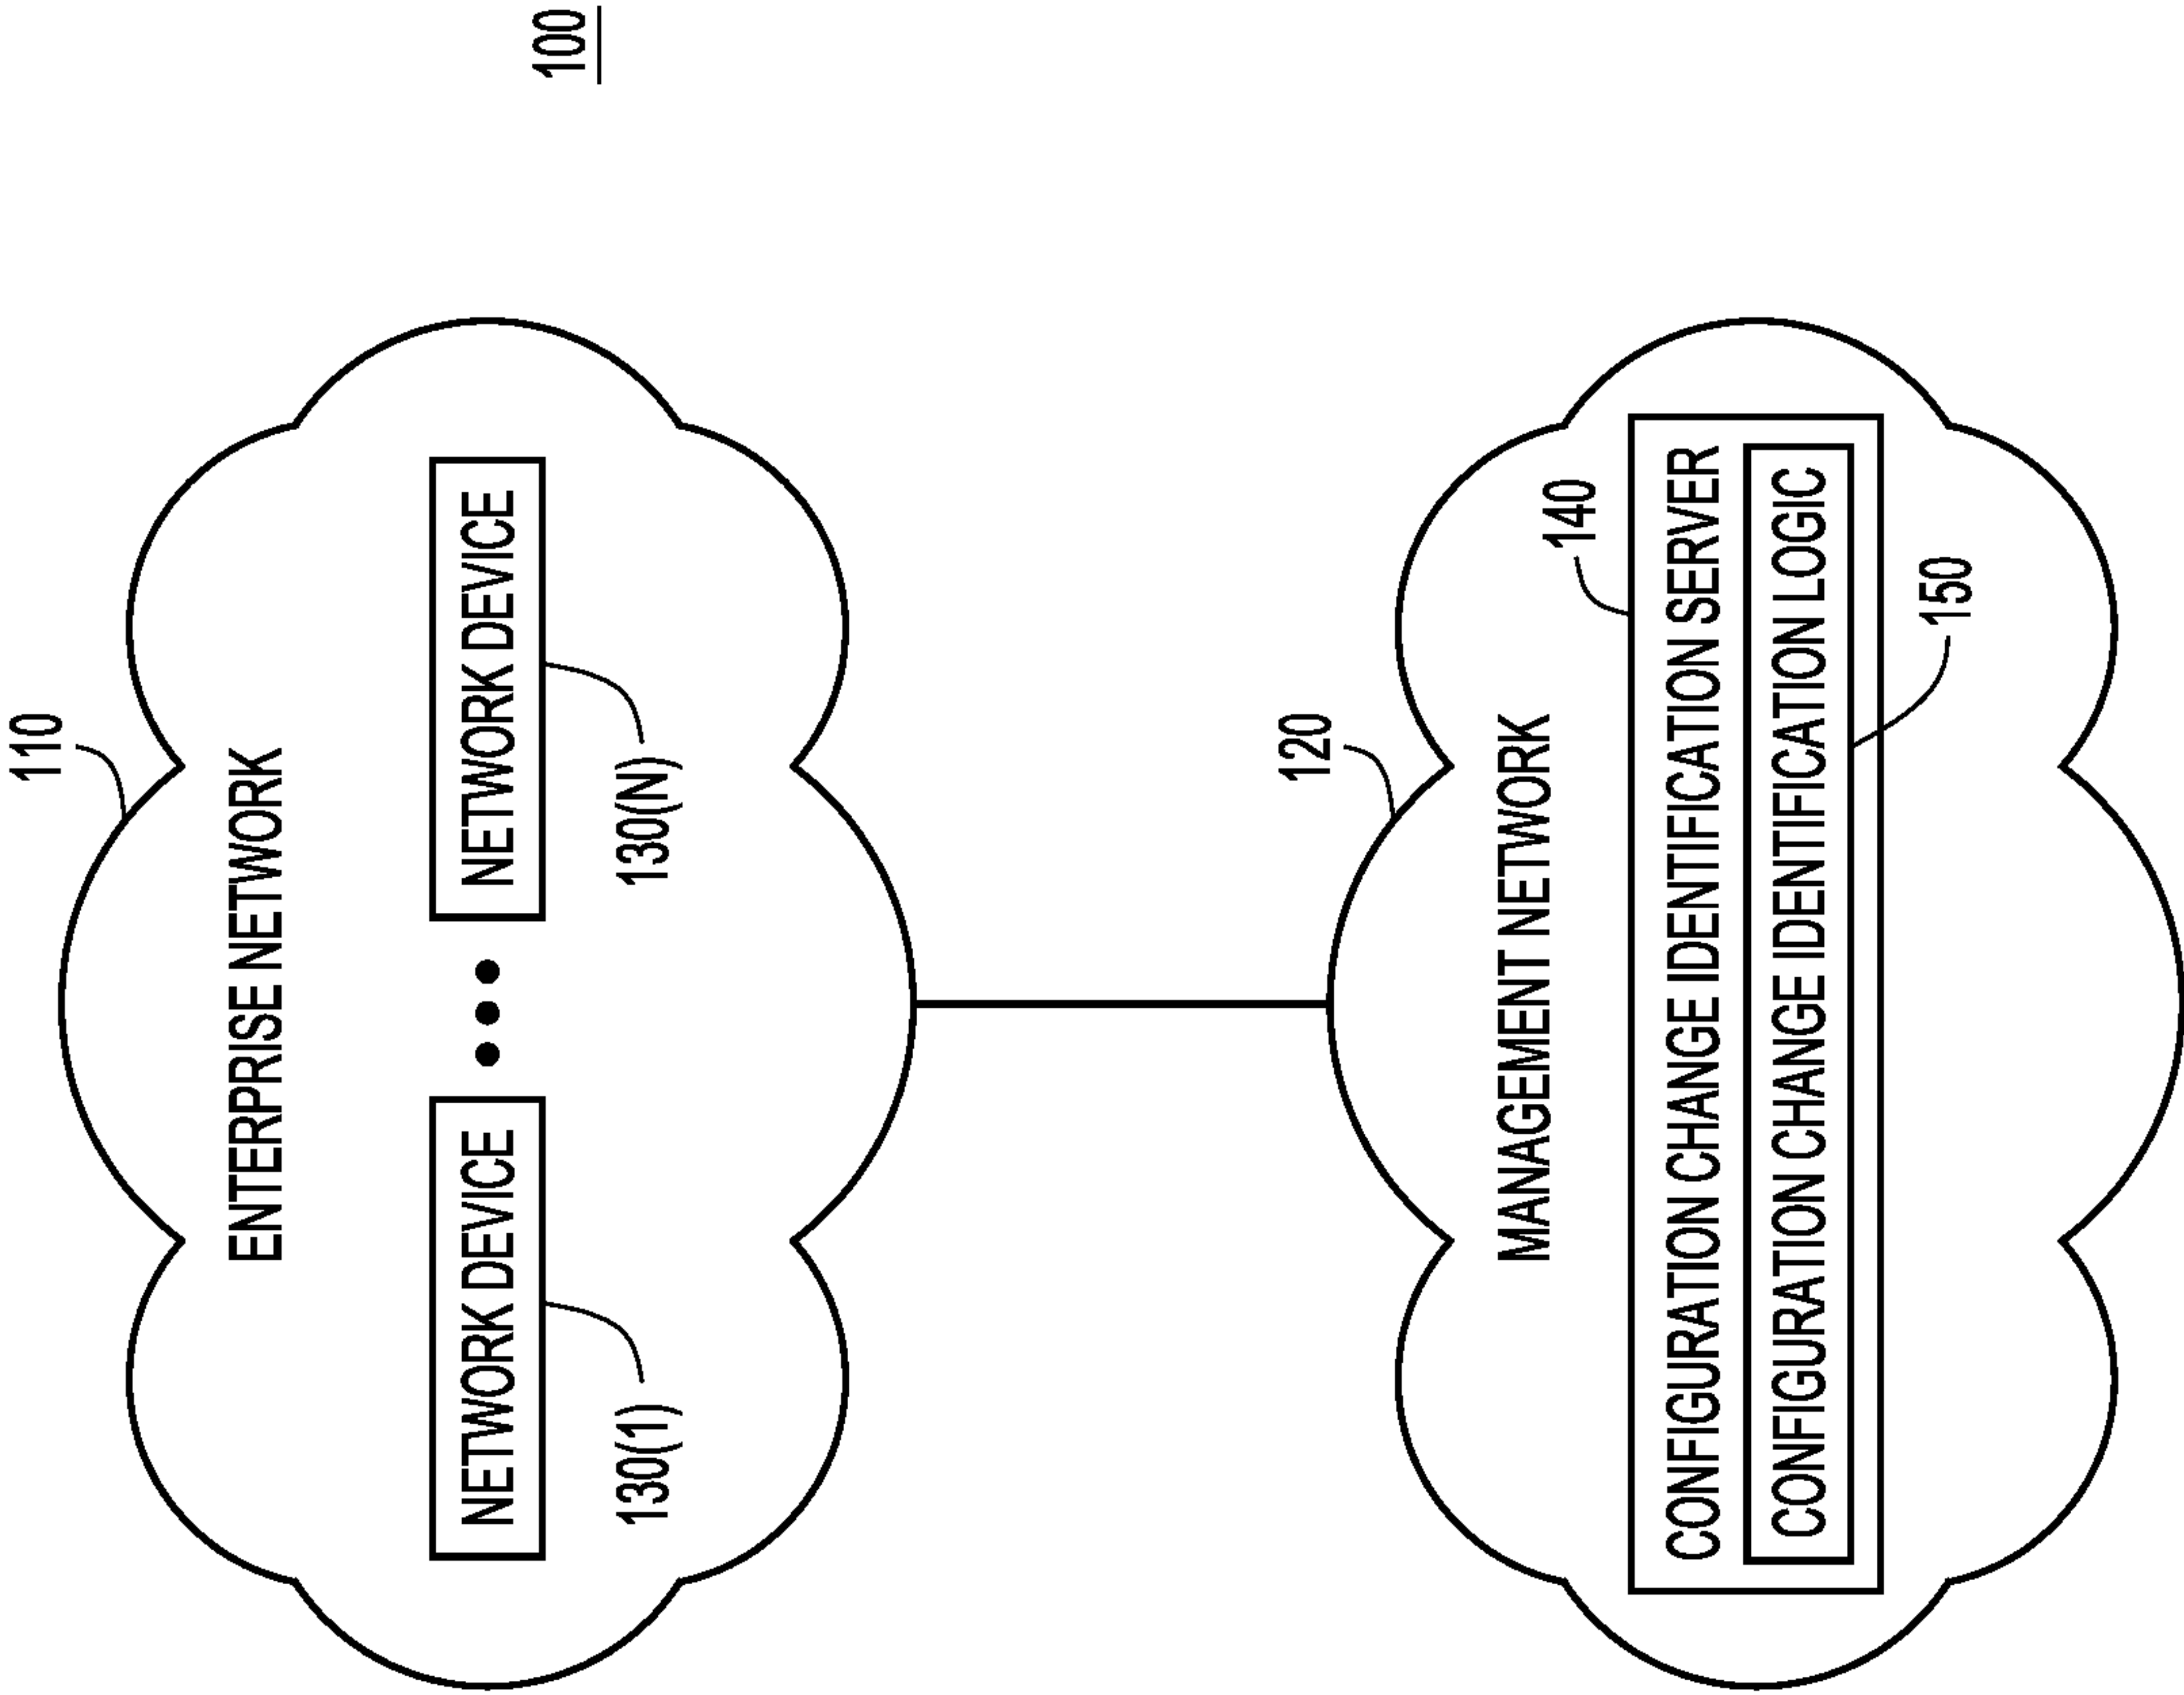 110
ENTERPRISE NETWORK
NETWORK DEVICE
NETWORK DEVICE
130(1)
130(N)
100
120
MANAGEMENT NETWORK
140
CONFIGURATION CHANGE IDENTIFICATION SERVER
CONFIGURATION CHANGE IDENTIFICATION LOGIC
150